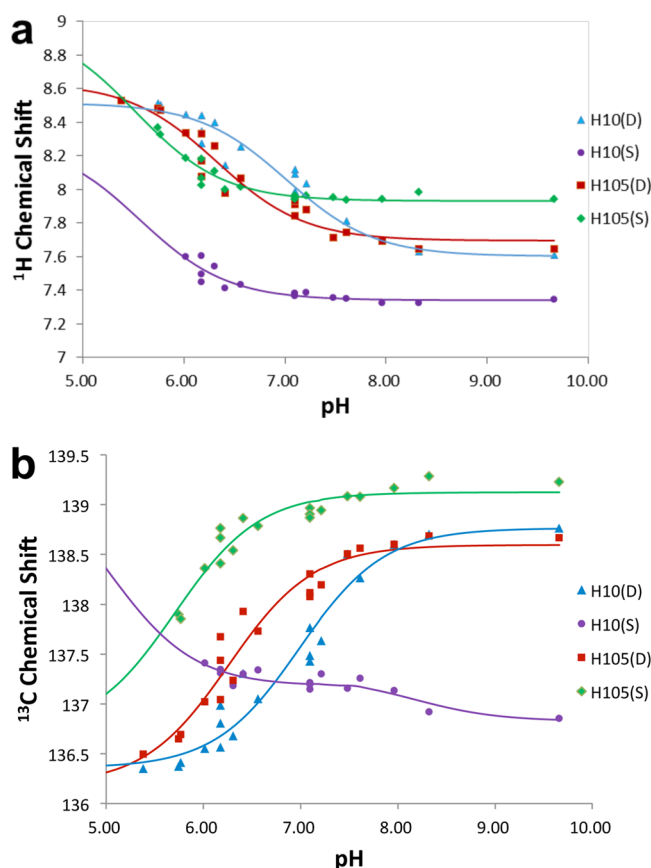 a
¹H Chemical Shift
9
8.8
8.6
8.4
8.2
8
7.8
7.6
7.4
7.2
7
5.00 6.00 7.00 8.00 9.00 10.00
pH
H10(D)
H10(S)
H105(D)
H105(S)
b
¹³C Chemical Shift
139.5
139
138.5
138
137.5
137
136.5
136
5.00 6.00 7.00 8.00 9.00 10.00
pH
H10(D)
H10(S)
H105(D)
H105(S)